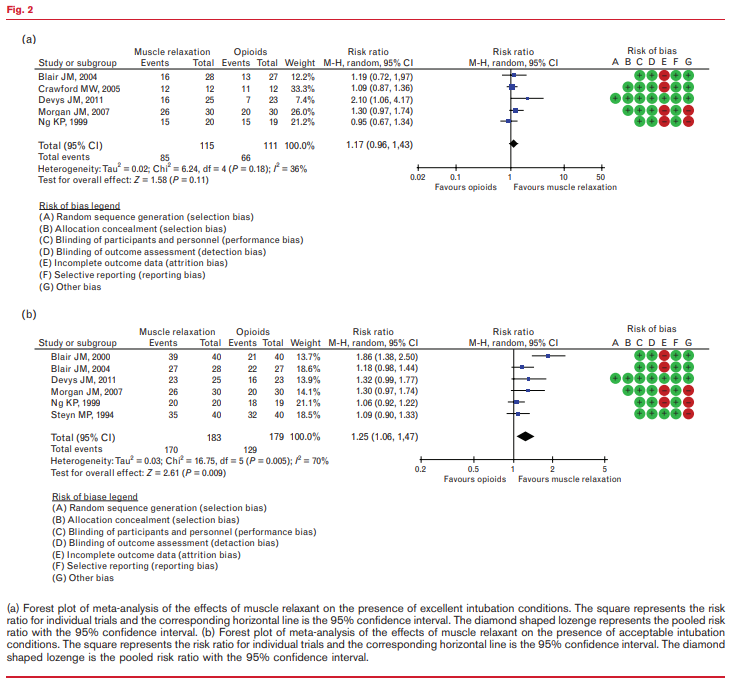 Fig. 2
(a)
Muscle relaxation Opioids Risk ratio Risk ratio Risk of bias
Study or subgroup Events Total Events Total Weight M-H, random, 95% CI M-H, random, 95% CI A B C D E F G
Blair JM, 2004 16 28 13 27 12.2% 1.19 (0.72, 1,97)
Crawford MW, 2005 12 12 11 12 33.3% 1.09 (0.87, 1.36)
Devys JM, 2011 16 25 7 23 7.4% 2.10 (1.06, 4.17)
Morgan JM, 2007 26 30 20 30 26.0% 1.30 (0.97, 1.74)
Ng KP, 1999 15 20 15 19 21.2% 0.95 (0.67, 1.34)
Total (95% CI) 115 111 100.0% 1.17 (0.96, 1,43)
Total events 85 66
Heterogeneity: Tau² = 0.02; Chi² = 6.24, df = 4 (P = 0.18); I² = 36%
Test for overall effect: Z = 1.58 (P = 0.11)
0.02 0.1 1 10 50
Favours opioids Favours muscle relaxation
Risk of bias legend
(A) Random sequence generation (selection bias)
(B) Allocation concealment (selection bias)
(C) Blinding of participants and personnel (performance bias)
(D) Blinding of outcome assessment (detection bias)
(E) Incomplete outcome data (attrition bias)
(F) Selective reporting (reporting bias)
(G) Other bias
(b)
Muscle relaxation Opioids Risk ratio Risk ratio Risk of bias
Study or subgroup Events Total Events Total Weight M-H, random, 95% CI M-H, random, 95% CI A B C D E F G
Blair JM, 2000 39 40 21 40 13.7% 1.86 (1.38, 2.50)
Blair JM, 2004 27 28 22 27 18.6% 1.18 (0.98, 1.44)
Devys JM, 2011 23 25 16 23 13.9% 1.32 (0.99, 1.77)
Morgan JM, 2007 26 30 20 30 14.2% 1.30 (0.97, 1.74)
Ng KP, 1999 20 20 18 19 21.1% 1.06 (0.92, 1.22)
Steyn MP, 1994 35 40 32 40 18.5% 1.09 (0.90, 1.33)
Total (95% CI) 183 179 100.0% 1.25 (1.06, 1,47)
Total events 170 129
Heterogeneity: Tau² = 0.03; Chi² = 16.75, df = 5 (P = 0.005); I² = 70%
Test for overall effect: Z = 2.61 (P = 0.009)
0.2 0.5 1 2 5
Favours opioids Favours muscle relaxation
Risk of biase legend
(A) Random sequence generation (selection bias)
(B) Allocation concealment (selection bias)
(C) Blinding of participants and personnel (performance bias)
(D) Blinding of outcome assessment (detaction bias)
(E) Incomplete outcome data (attrition bias)
(F) Selective reporting (reporting bias)
(G) Other bias
(a) Forest plot of meta-analysis of the effects of muscle relaxant on the presence of excellent intubation conditions. The square represents the risk
ratio for individual trials and the corresponding horizontal line is the 95% confidence interval. The diamond shaped lozenge represents the pooled risk
ratio with the 95% confidence interval. (b) Forest plot of meta-analysis of the effects of muscle relaxant on the presence of acceptable intubation
conditions. The square represents the risk ratio for individual trials and the corresponding horizontal line is the 95% confidence interval. The diamond
shaped lozenge is the pooled risk ratio with the 95% confidence interval.